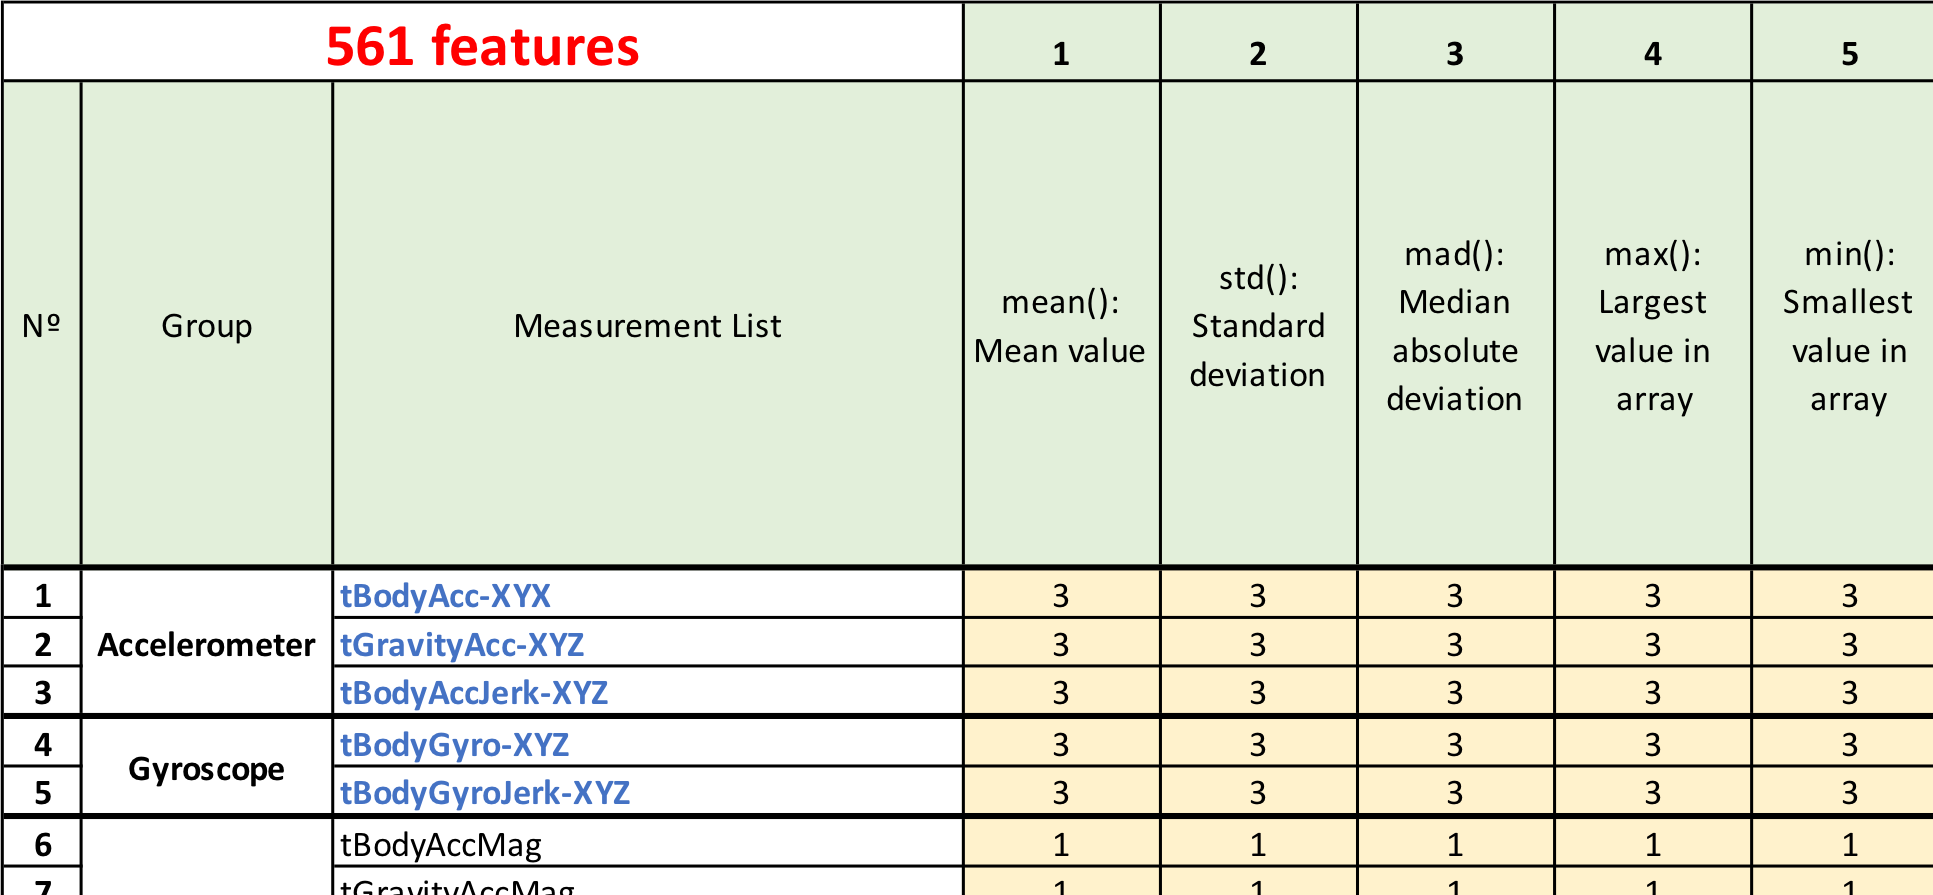 561 features 1 2 3 4 5
Nº Group Measurement List mean(): Mean value std(): Standard deviation mad(): Median absolute deviation max(): Largest value in array min(): Smallest value in array
1 Accelerometer tBodyAcc-XYX 3 3 3 3 3
2 tGravityAcc-XYZ 3 3 3 3 3
3 tBodyAccJerk-XYZ 3 3 3 3 3
4 Gyroscope tBodyGyro-XYZ 3 3 3 3 3
5 tBodyGyroJerk-XYZ 3 3 3 3 3
6 tBodyAccMag 1 1 1 1 1
7 tGravityAccMag 1 1 1 1 1